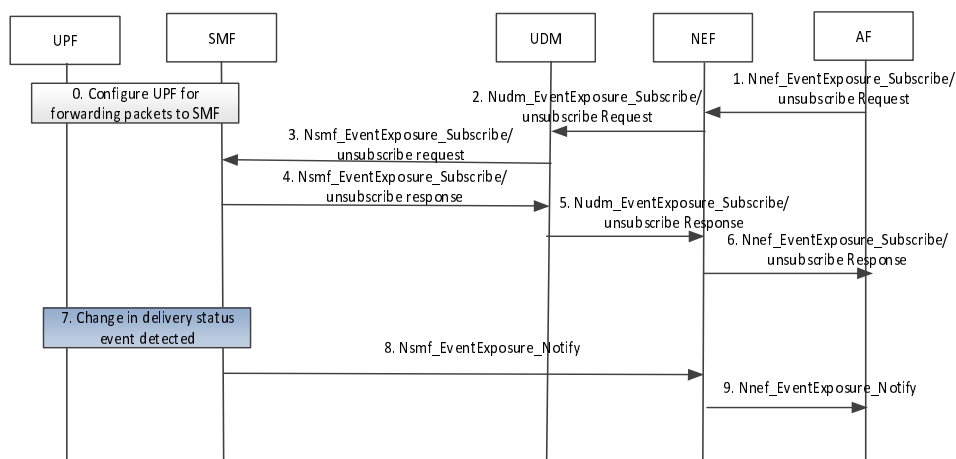 UPF
SMF
UDM
NEF
AF
0. Configure UPF for
forwarding packets to SMF
1. Nnef_EventExposure_Subscribe/
unsubscribe Request
2. Nudm_EventExposure_Subscribe/
unsubscribe Request
3. Nsmf_EventExposure_Subscribe/
unsubscribe request
4. Nsmf_EventExposure_Subscribe/
unsubscribe response
5. Nudm_EventExposure_Subscribe/
unsubscribe Response
6. Nnef_EventExposure_Subscribe/
unsubscribe Response
7. Change in delivery status
event detected
8. Nsmf_EventExposure_Notify
9. Nnef_EventExposure_Notify